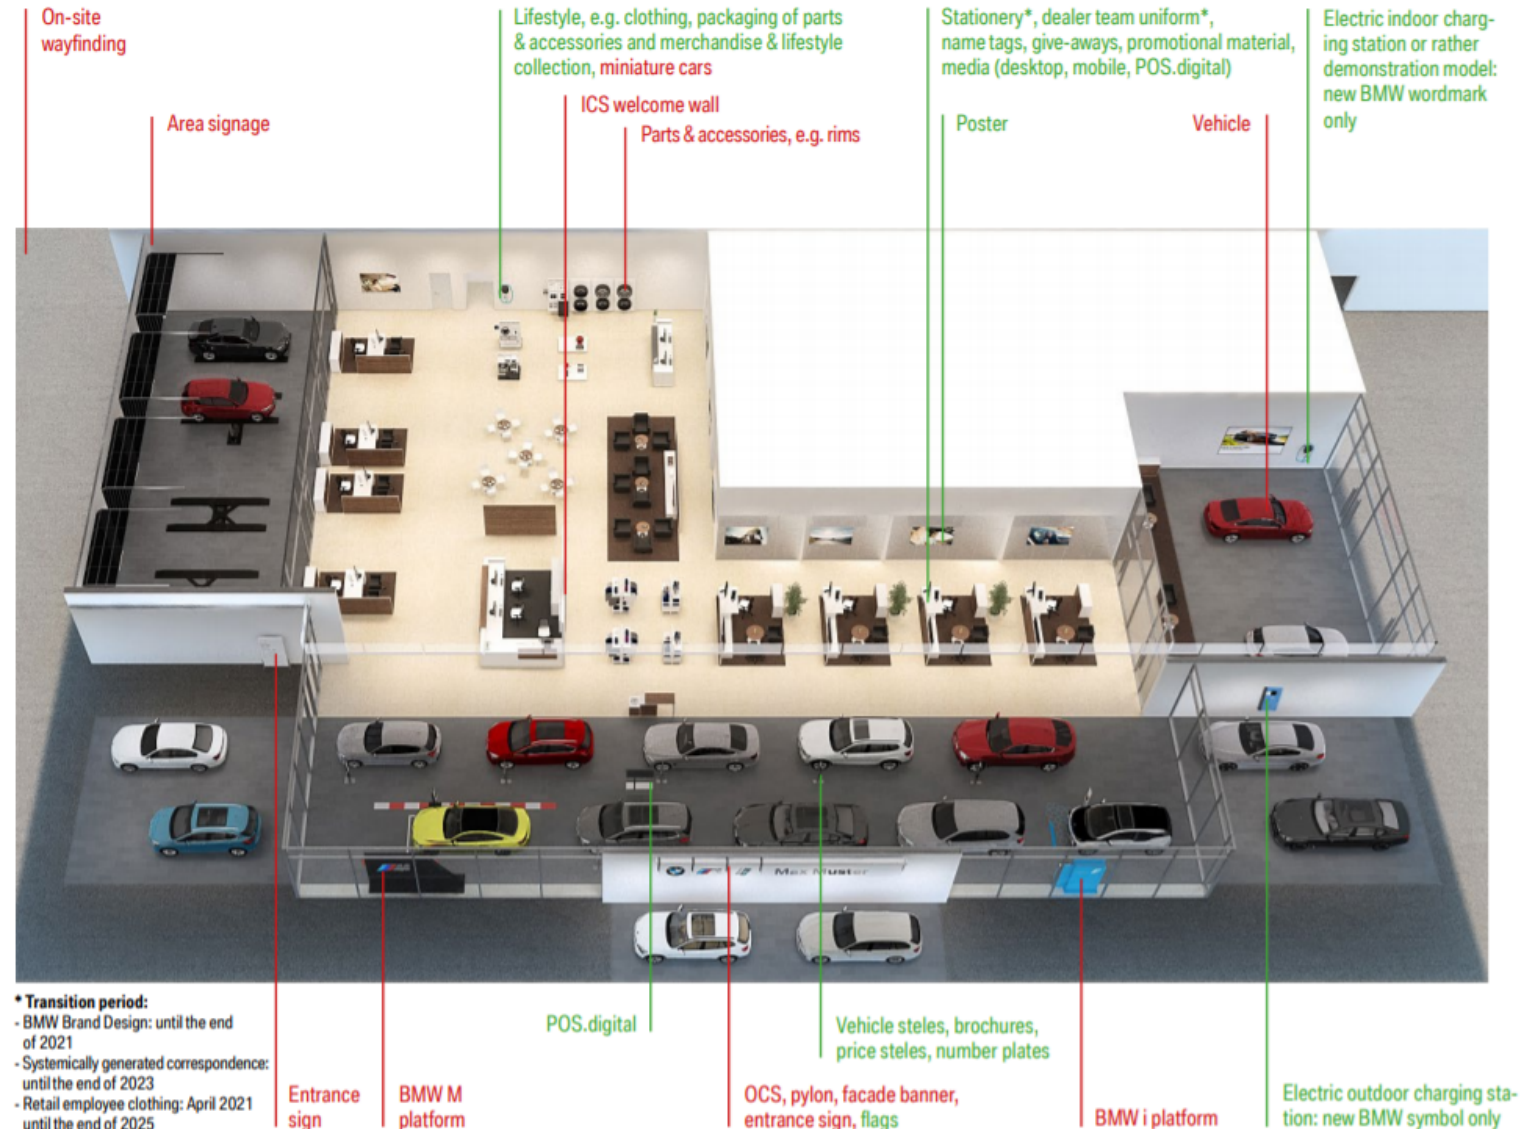 On-site
wayfinding
Area signage
Lifestyle, e.g. clothing, packaging of parts
& accessories and merchandise & lifestyle
collection, miniature cars
ICS welcome wall
Parts & accessories, e.g. rims
Stationery*, dealer team uniform*,
name tags, give-aways, promotional material,
media (desktop, mobile, POS.digital)
Poster
Vehicle
Electric indoor charg-
ing station or rather
demonstration model:
new BMW wordmark
only
Max Muster
* Transition period:
- BMW Brand Design: until the end
of 2021
- Systemically generated correspondence:
until the end of 2023
- Retail employee clothing: April 2021
until the end of 2025
Entrance
sign
BMW M
platform
POS.digital
OCS, pylon, facade banner,
entrance sign, flags
Vehicle steles, brochures,
price steles, number plates
BMW i platform
Electric outdoor charging sta-
tion: new BMW symbol only